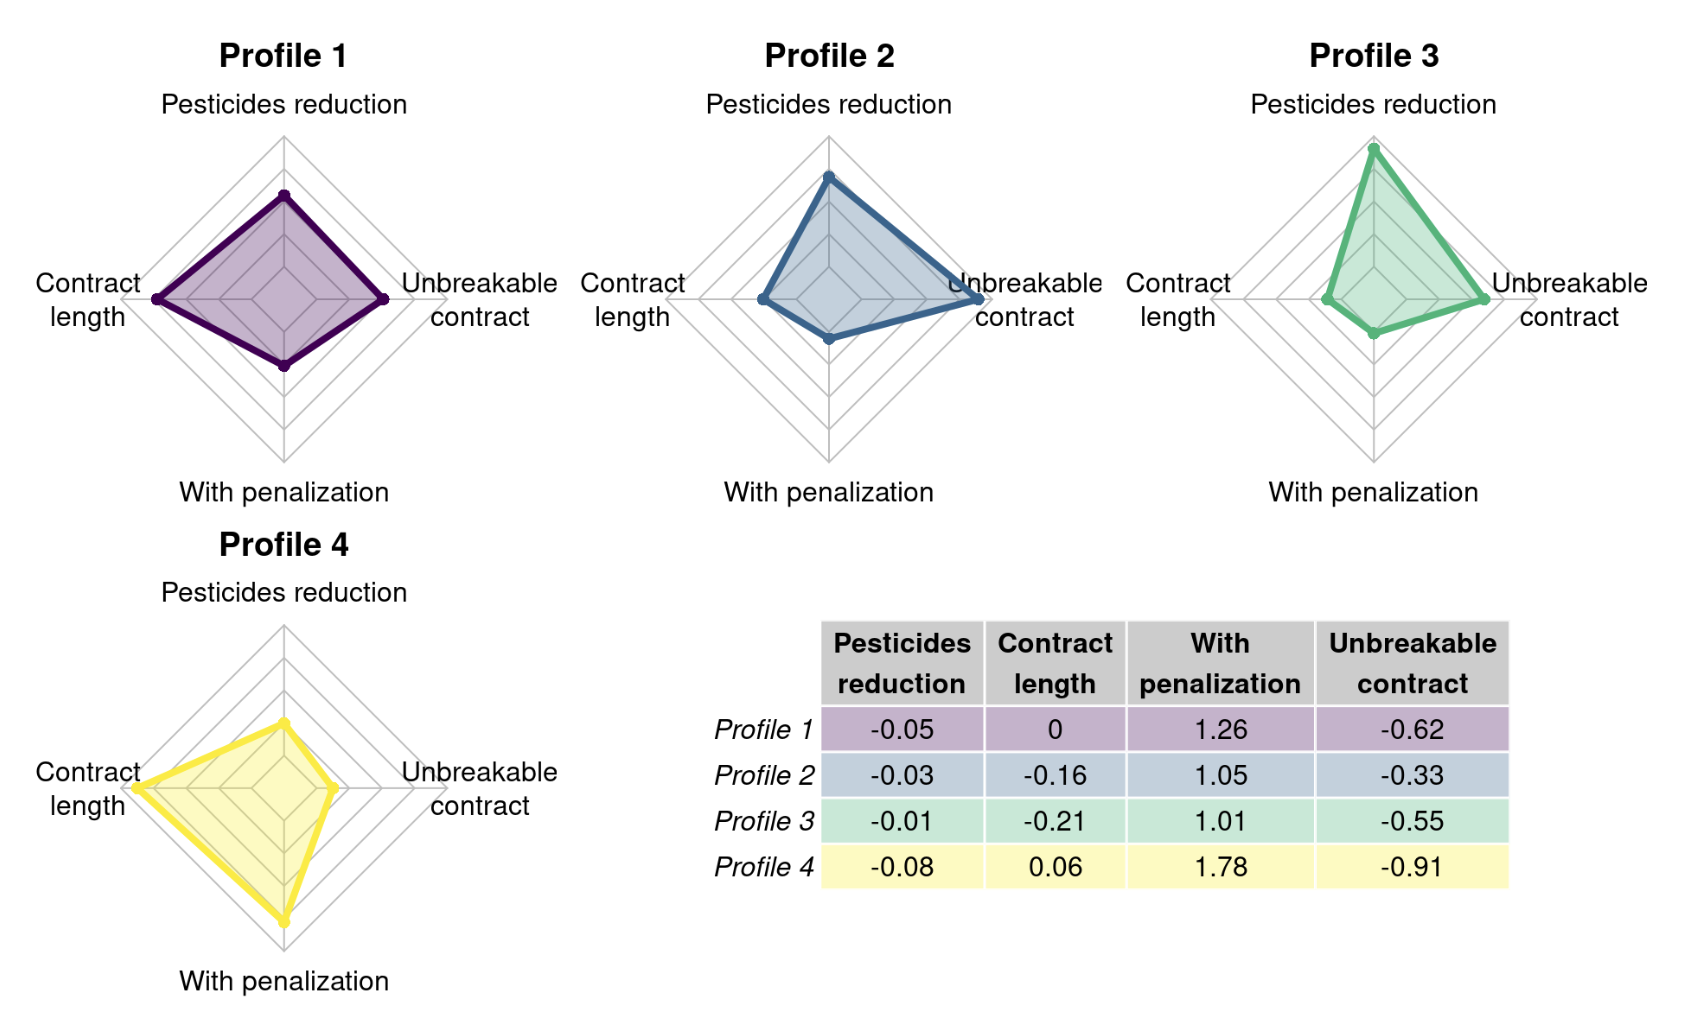 Profile 1
Pesticides reduction
Contract
length
Unbreakable
contract
With penalization
Profile 2
Pesticides reduction
Contract
length
Unbreakable
contract
With penalization
Profile 3
Pesticides reduction
Contract
length
Unbreakable
contract
With penalization
Profile 4
Pesticides reduction
Contract
length
Unbreakable
contract
With penalization
Pesticides reduction Contract length With penalization Unbreakable contract
Profile 1 -0.05 0 1.26 -0.62
Profile 2 -0.03 -0.16 1.05 -0.33
Profile 3 -0.01 -0.21 1.01 -0.55
Profile 4 -0.08 0.06 1.78 -0.91